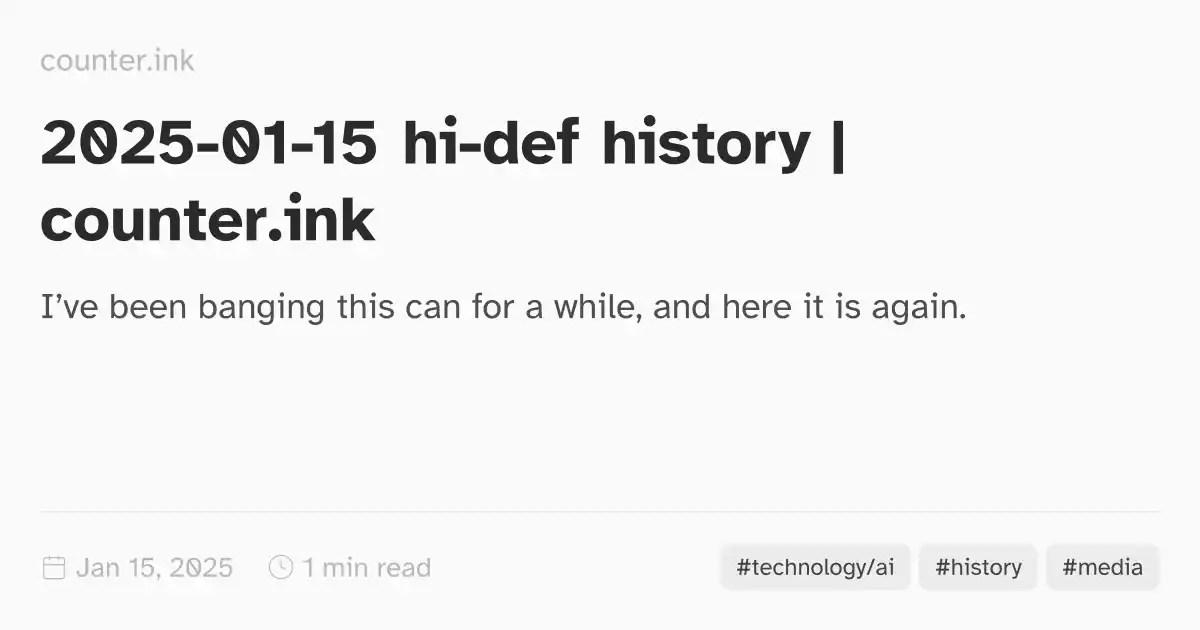 counter.ink
2025-01-15 hi-def history |
counter.ink
I’ve been banging this can for a while, and here it is again.
Jan 15, 2025 1 min read #technology/ai #history #media